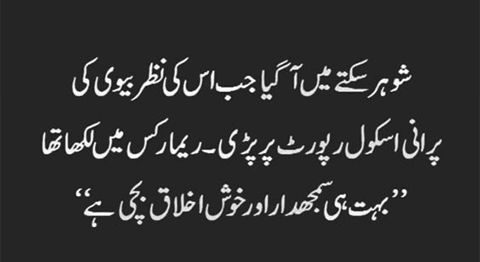 شوہر سکتے میں آ گیا جب اس کی نظر بیوی کی
پرانی اسکول رپورٹ پر پڑی۔ ریمارکس میں لکھا تھا
’’بہت ہی سمجھدار اور خوش اخلاق بچی ہے‘‘